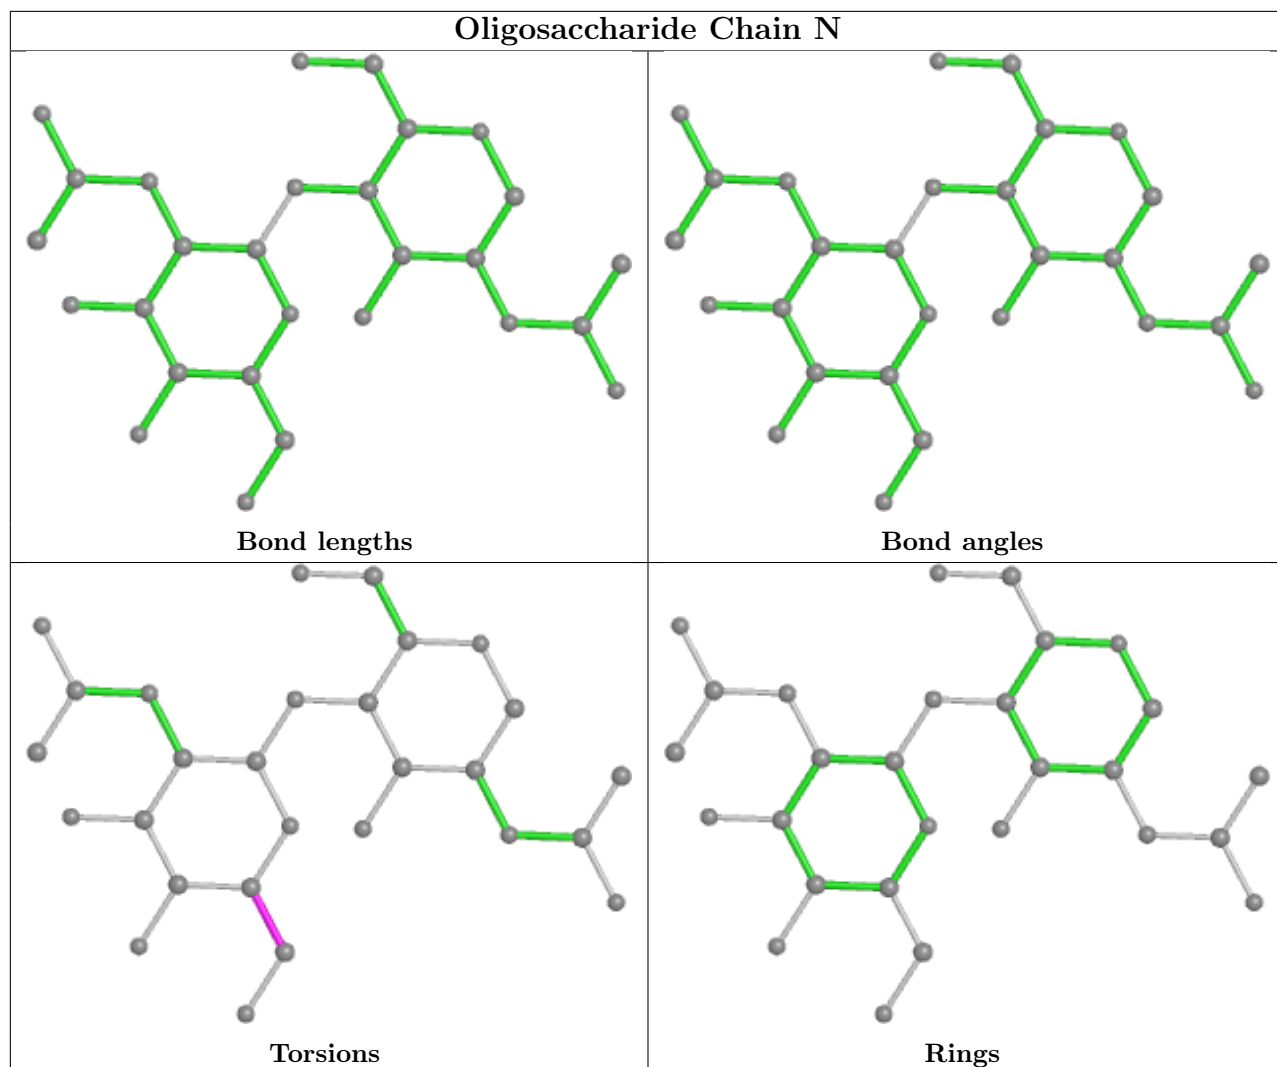 Oligosaccharide Chain N
Bond lengths
Bond angles
Torsions
Rings